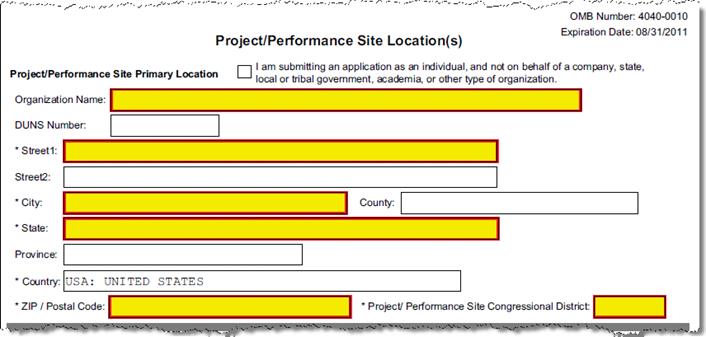 OMB Number: 4040-0010
Expiration Date: 08/31/2011
Project/Performance Site Location(s)
Project/Performance Site Primary Location
I am submitting an application as an individual, and not on behalf of a company, state,
local or tribal government, academia, or other type of organization.
Organization Name:
DUNS Number:
* Street1:
Street2:
* City: County:
* State:
Province:
* Country: USA: UNITED STATES
* ZIP / Postal Code: * Project/ Performance Site Congressional District: